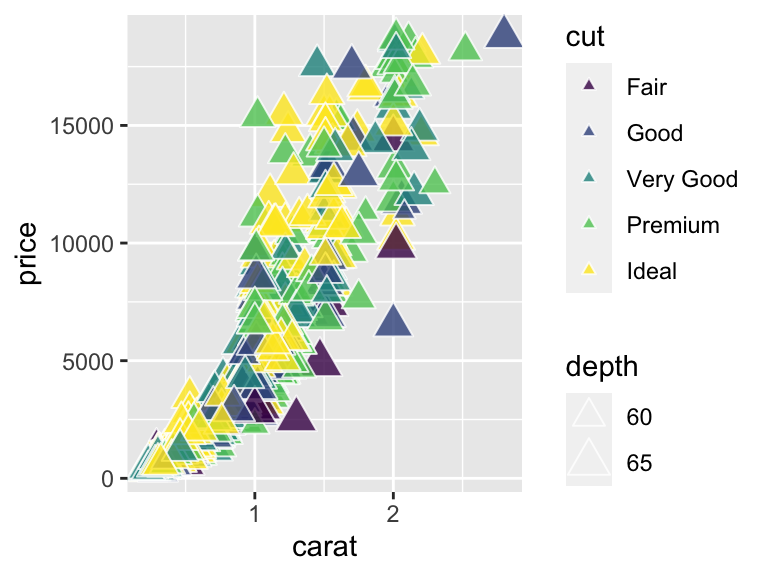 cut
Fair
Good
Very Good
Premium
Ideal
depth
60
65
price
15000
10000
5000
0
1 2
carat